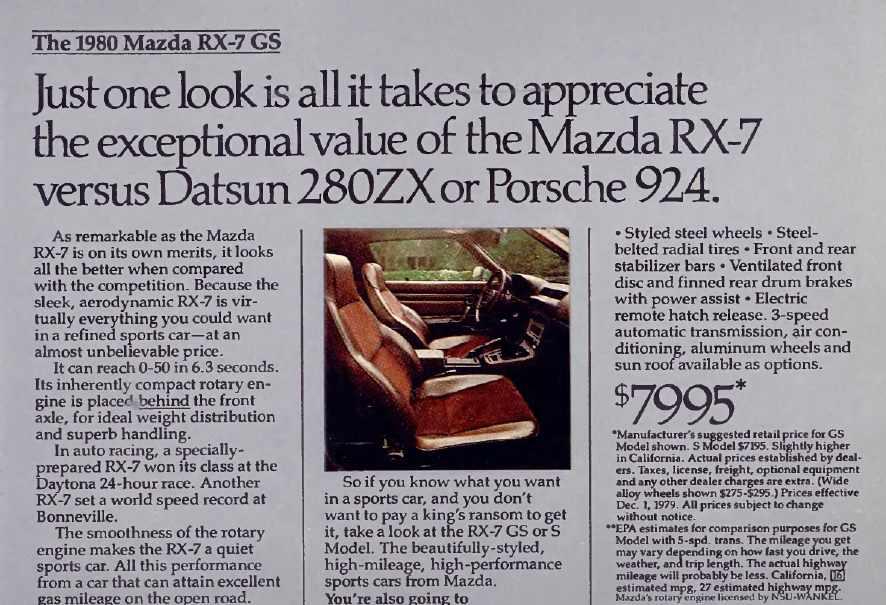 The 1980 Mazda RX-7 GS
Just one look is all it takes to appreciate
the exceptional value of the Mazda RX-7
versus Datsun 280ZX or Porsche 924.
As remarkable as the Mazda
RX-7 is on its own merits, it looks
all the better when compared
with the competition. Because the
sleek, aerodynamic RX-7 is vir-
tually everything you could want
in a refined sports car—at an
almost unbelievable price.
It can reach 0-50 in 6.3 seconds.
Its inherently compact rotary en-
gine is placed behind the front
axle, for ideal weight distribution
and superb handling.
In auto racing, a specially-
prepared RX-7 won its class at the
Daytona 24-hour race. Another
RX-7 set a world speed record at
Bonneville.
The smoothness of the rotary
engine makes the RX-7 a quiet
sports car. All this performance
from a car that can attain excellent
gas mileage on the open road.
So if you know what you want
in a sports car, and you don't
want to pay a king's ransom to get
it, take a look at the RX-7 GS or S
Model. The beautifully-styled,
high-mileage, high-performance
sports cars from Mazda.
You're also going to
• Styled steel wheels • Steel-
belted radial tires • Front and rear
stabilizer bars • Ventilated front
disc and finned rear drum brakes
with power assist • Electric
remote hatch release. 3-speed
automatic transmission, air con-
ditioning, aluminum wheels and
sun roof available as options.
$7995*
*Manufacturer's suggested retail price for GS
Model shown. S Model $7195. Slightly higher
in California. Actual prices established by deal-
ers. Taxes, license, freight, optional equipment
and any other dealer charges are extra. (Wide
alloy wheels shown $275-$295.) Prices effective
Dec. 1, 1979. All prices subject to change
without notice.
**EPA estimates for comparison purposes for GS
Model with 5-spd. trans. The mileage you get
may vary depending on how fast you drive, the
weather, and trip length. The actual highway
mileage will probably be less. California, 16
estimated mpg, 27 estimated highway mpg.
Mazda's rotary engine licensed by NSU-WANKEL.